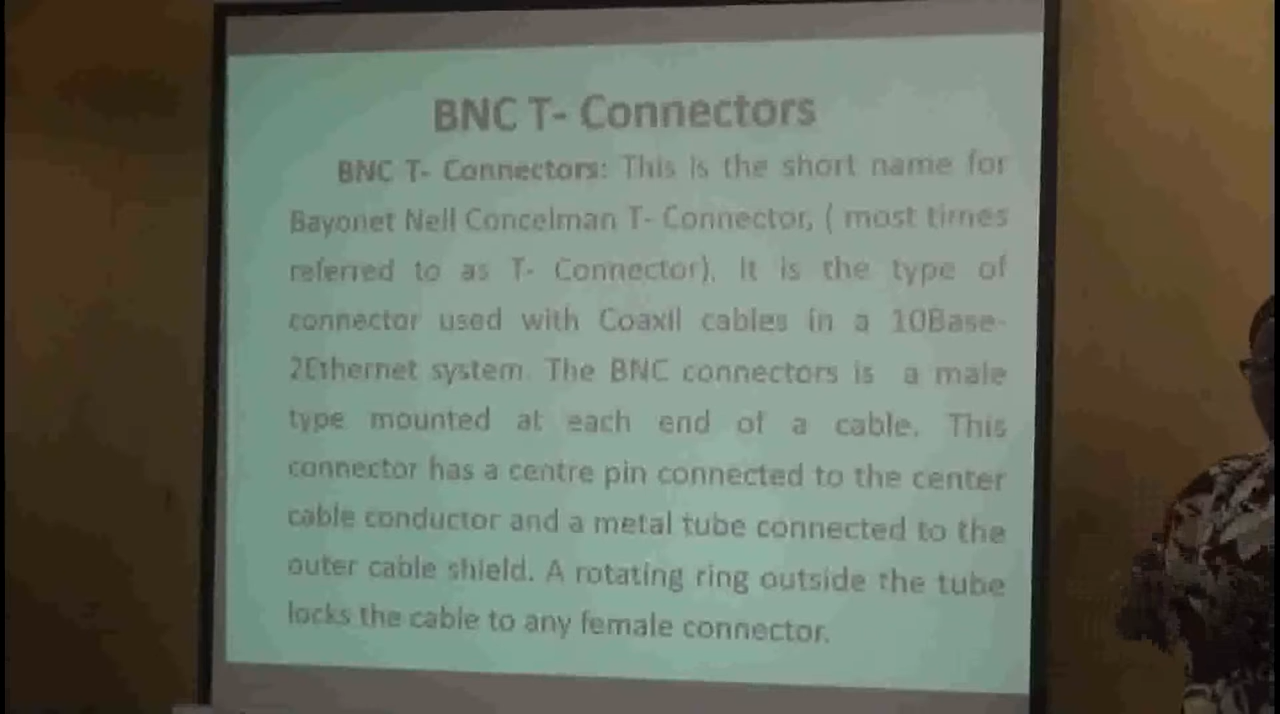 BNC T- Connectors
BNC T- Connectors: This is the short name for
Bayonet Nell Concelman T- Connector, ( most times
referred to as T- Connector). It is the type of
connector used with Coaxil cables in a 10Base-
2Ethernet system. The BNC connectors is a male
type mounted at each end of a cable. This
connector has a centre pin connected to the center
cable conductor and a metal tube connected to the
outer cable shield. A rotating ring outside the tube
locks the cable to any female connector.